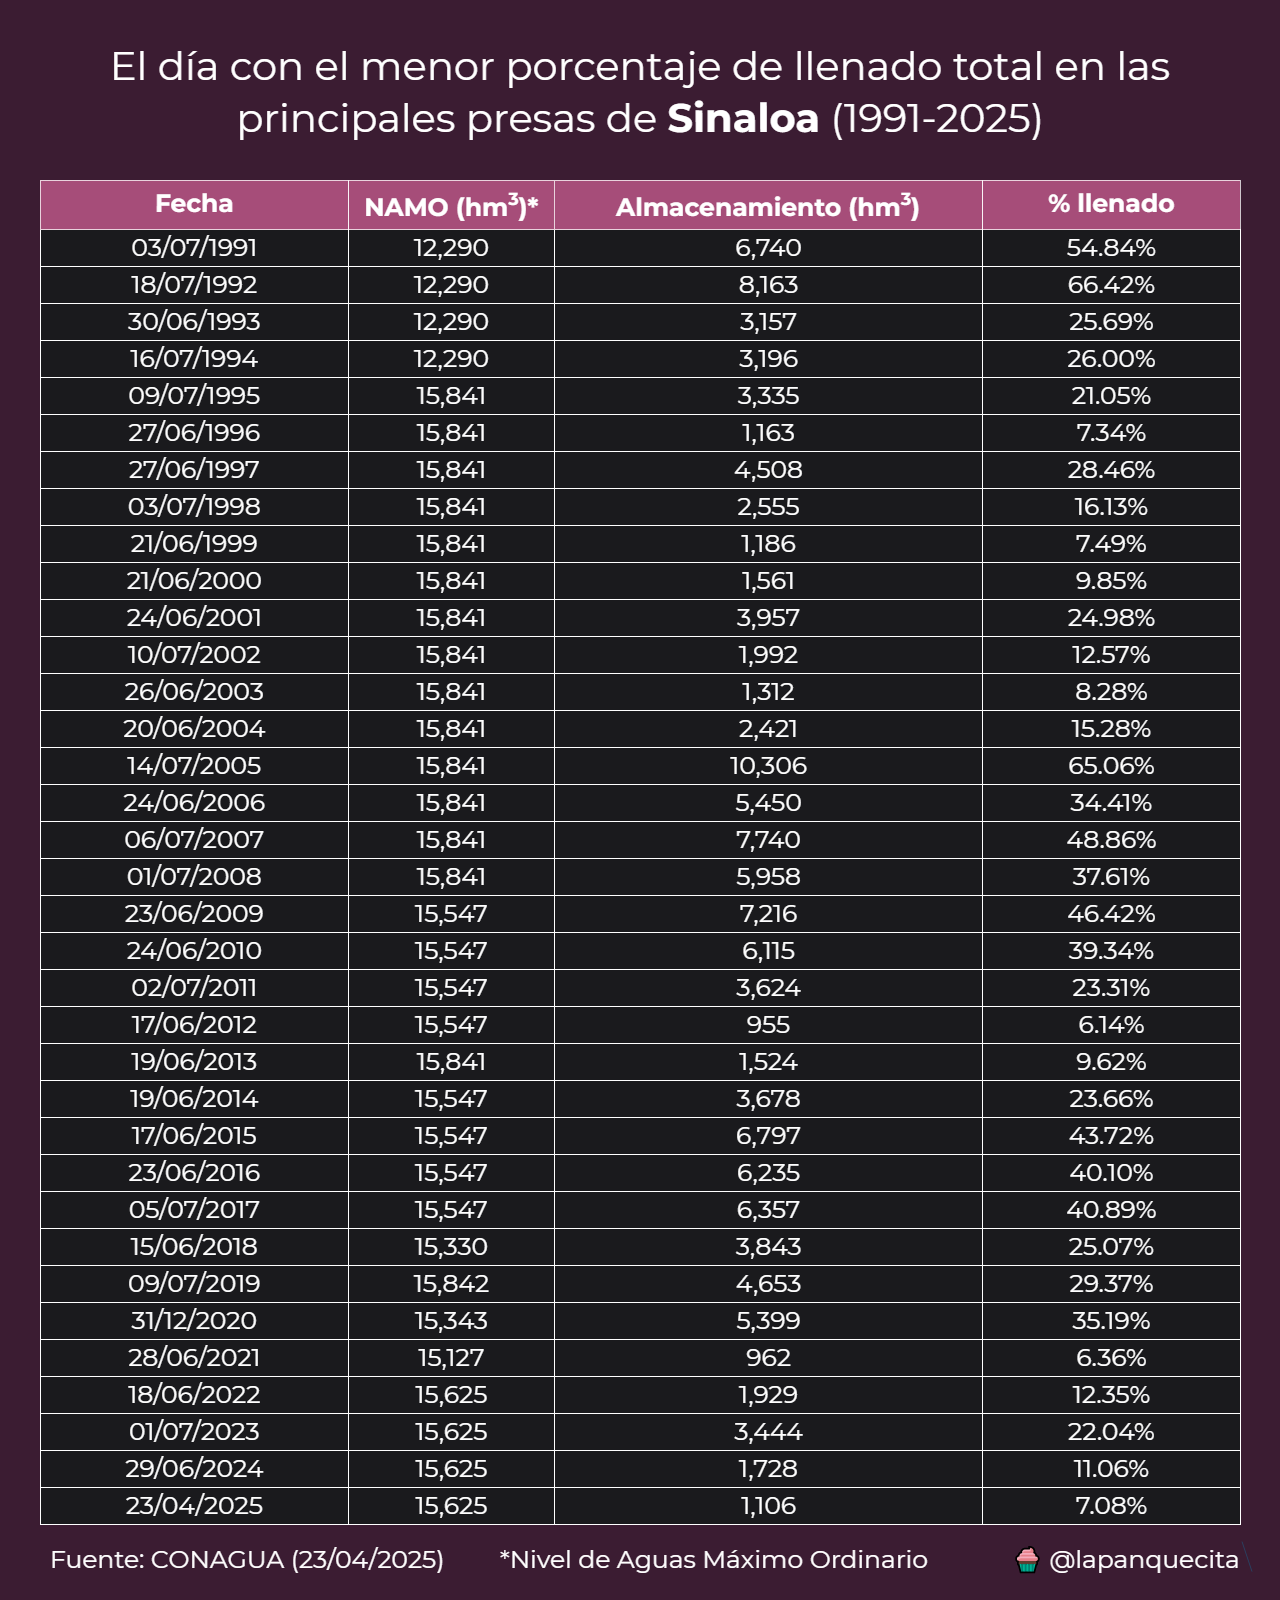 El día con el menor porcentaje de llenado total en las
principales presas de Sinaloa (1991-2025)
Fecha NAMO (hm³)* Almacenamiento (hm³) % llenado
03/07/1991 12,290 6,740 54.84%
18/07/1992 12,290 8,163 66.42%
30/06/1993 12,290 3,157 25.69%
16/07/1994 12,290 3,196 26.00%
09/07/1995 15,841 3,335 21.05%
27/06/1996 15,841 1,163 7.34%
27/06/1997 15,841 4,508 28.46%
03/07/1998 15,841 2,555 16.13%
21/06/1999 15,841 1,186 7.49%
21/06/2000 15,841 1,561 9.85%
24/06/2001 15,841 3,957 24.98%
10/07/2002 15,841 1,992 12.57%
26/06/2003 15,841 1,312 8.28%
20/06/2004 15,841 2,421 15.28%
14/07/2005 15,841 10,306 65.06%
24/06/2006 15,841 5,450 34.41%
06/07/2007 15,841 7,740 48.86%
01/07/2008 15,841 5,958 37.61%
23/06/2009 15,547 7,216 46.42%
24/06/2010 15,547 6,115 39.34%
02/07/2011 15,547 3,624 23.31%
17/06/2012 15,547 955 6.14%
19/06/2013 15,841 1,524 9.62%
19/06/2014 15,547 3,678 23.66%
17/06/2015 15,547 6,797 43.72%
23/06/2016 15,547 6,235 40.10%
05/07/2017 15,547 6,357 40.89%
15/06/2018 15,330 3,843 25.07%
09/07/2019 15,842 4,653 29.37%
31/12/2020 15,343 5,399 35.19%
28/06/2021 15,127 962 6.36%
18/06/2022 15,625 1,929 12.35%
01/07/2023 15,625 3,444 22.04%
29/06/2024 15,625 1,728 11.06%
23/04/2025 15,625 1,106 7.08%
Fuente: CONAGUA (23/04/2025) *Nivel de Aguas Máximo Ordinario @lapanquecita